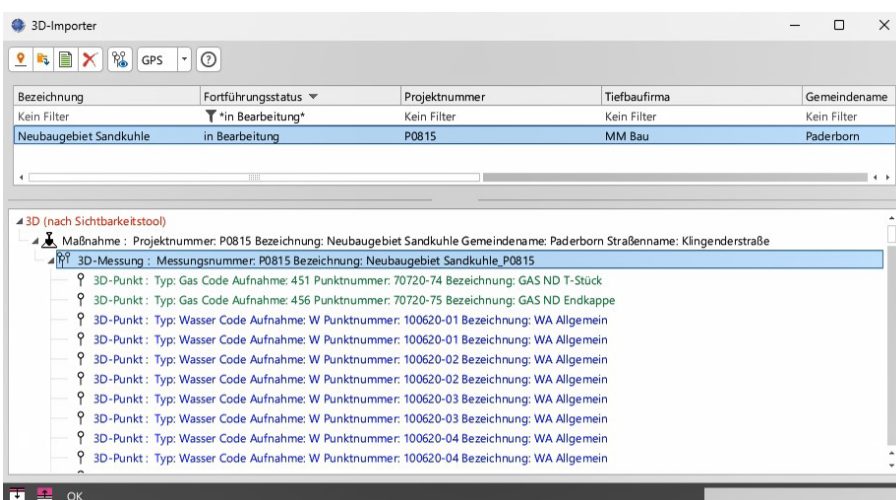 3D-Importer
GPS
Bezeichnung Fortführungsstatus Projektnummer Tiefbaufirma Gemeindename
Kein Filter *in Bearbeitung* Kein Filter Kein Filter Kein Filter
Neubaugebiet Sandkuhle in Bearbeitung P0815 MM Bau Paderborn
3D (nach Sichtbarkeitstool)
Maßnahme : Projektnummer: P0815 Bezeichnung: Neubaugebiet Sandkuhle Gemeindename: Paderborn Straßenname: Klingenderstraße
3D-Messung : Messungsnummer: P0815 Bezeichnung: Neubaugebiet Sandkuhle_P0815
3D-Punkt : Typ: Gas Code Aufnahme: 451 Punktnummer: 70720-74 Bezeichnung: GAS ND T-Stück
3D-Punkt : Typ: Gas Code Aufnahme: 456 Punktnummer: 70720-75 Bezeichnung: GAS ND Endkappe
3D-Punkt : Typ: Wasser Code Aufnahme: W Punktnummer: 100620-01 Bezeichnung: WA Allgemein
3D-Punkt : Typ: Wasser Code Aufnahme: W Punktnummer: 100620-01 Bezeichnung: WA Allgemein
3D-Punkt : Typ: Wasser Code Aufnahme: W Punktnummer: 100620-02 Bezeichnung: WA Allgemein
3D-Punkt : Typ: Wasser Code Aufnahme: W Punktnummer: 100620-02 Bezeichnung: WA Allgemein
3D-Punkt : Typ: Wasser Code Aufnahme: W Punktnummer: 100620-03 Bezeichnung: WA Allgemein
3D-Punkt : Typ: Wasser Code Aufnahme: W Punktnummer: 100620-03 Bezeichnung: WA Allgemein
3D-Punkt : Typ: Wasser Code Aufnahme: W Punktnummer: 100620-04 Bezeichnung: WA Allgemein
3D-Punkt : Typ: Wasser Code Aufnahme: W Punktnummer: 100620-04 Bezeichnung: WA Allgemein
OK